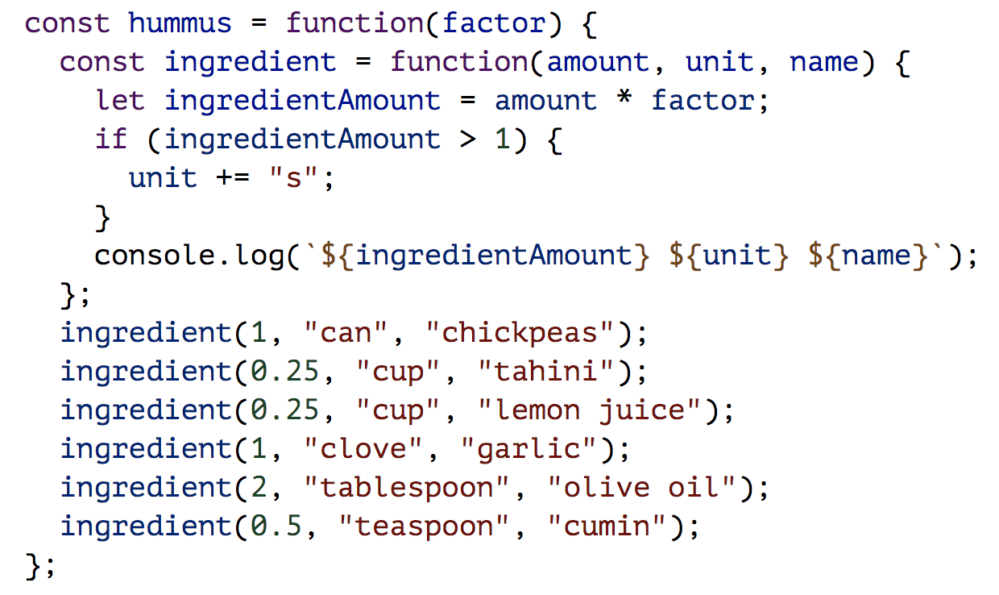 const hummus = function(factor) {
  const ingredient = function(amount, unit, name) {
    let ingredientAmount = amount * factor;
    if (ingredientAmount > 1) {
      unit += "s";
    }
    console.log(`${ingredientAmount} ${unit} ${name}`);
  };
  ingredient(1, "can", "chickpeas");
  ingredient(0.25, "cup", "tahini");
  ingredient(0.25, "cup", "lemon juice");
  ingredient(1, "clove", "garlic");
  ingredient(2, "tablespoon", "olive oil");
  ingredient(0.5, "teaspoon", "cumin");
};